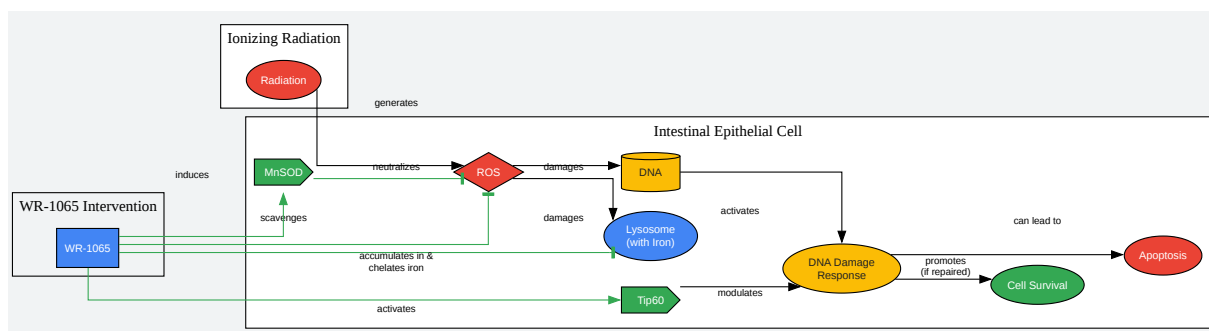 Ionizing Radiation
Radiation
generates
Intestinal Epithelial Cell
MnSOD
neutralizes
ROS
damages
DNA
induces
WR-1065 Intervention
WR-1065
scavenges
damages
Lysosome
(with Iron)
activates
can lead to
accumulates in &
chelates iron
DNA Damage
Response
promotes
(if repaired)
Apoptosis
Cell Survival
activates
Tip60
modulates